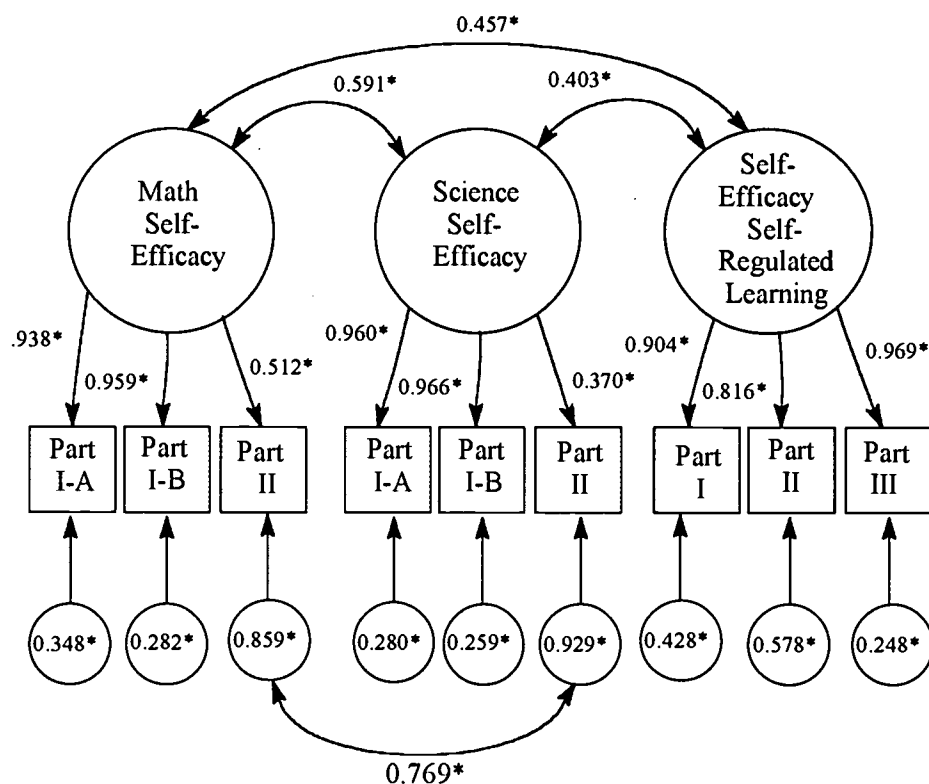 0.457*
0.591*
0.403*
Math
Self-
Efficacy
Science
Self-
Efficacy
Self-
Efficacy
Self-
Regulated
Learning
.938*
0.959*
0.512*
0.960*
0.966*
0.370*
0.904*
0.816*
0.969*
Part
I-A
Part
I-B
Part
II
Part
I-A
Part
I-B
Part
II
Part
I
Part
II
Part
III
0.348*
0.282*
0.859*
0.280*
0.259*
0.929*
0.428*
0.578*
0.248*
0.769*